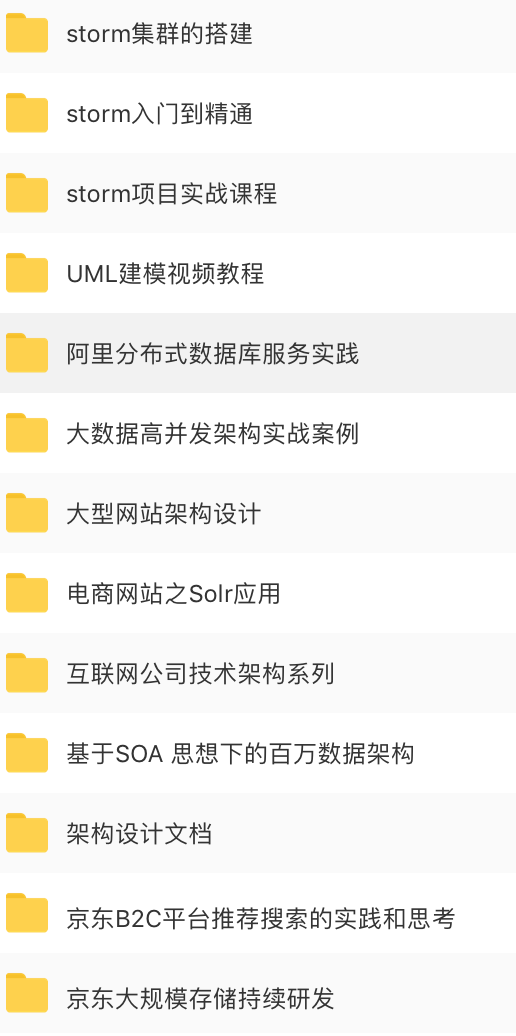 storm集群的搭建
storm入门到精通
storm项目实战课程
UML建模视频教程
阿里分布式数据库服务实践
大数据高并发架构实战案例
大型网站架构设计
电商网站之Solr应用
互联网公司技术架构系列
基于SOA 思想下的百万数据架构
架构设计文档
京东B2C平台推荐搜索的实践和思考
京东大规模存储持续研发